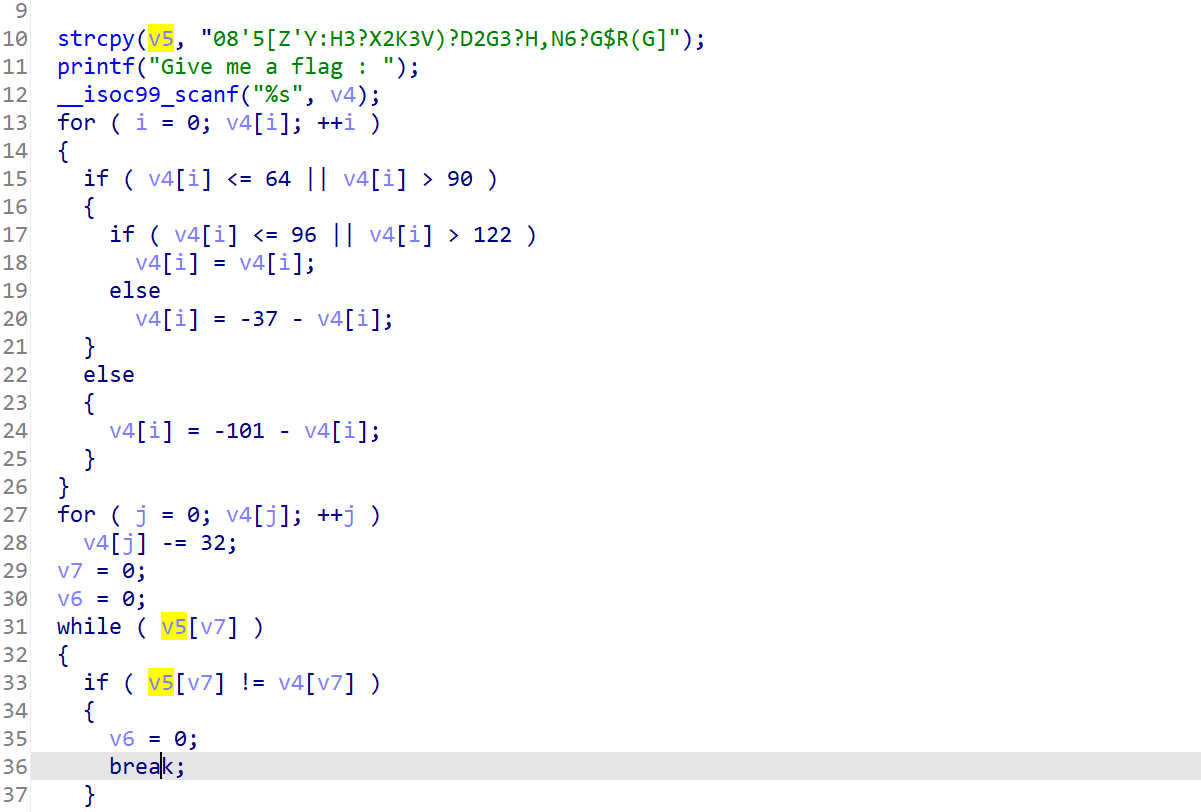 9
10 strcpy(v5, "08'5[Z'Y:H3?X2K3V)?D2G3?H,N6?G$R(G]");
11 printf("Give me a flag : ");
12 __isoc99_scanf("%s", v4);
13 for ( i = 0; v4[i]; ++i )
14 {
15 if ( v4[i] <= 64 || v4[i] > 90 )
16 {
17 if ( v4[i] <= 96 || v4[i] > 122 )
18 v4[i] = v4[i];
19 else
20 v4[i] = -37 - v4[i];
21 }
22 else
23 {
24 v4[i] = -101 - v4[i];
25 }
26 }
27 for ( j = 0; v4[j]; ++j )
28 v4[j] -= 32;
29 v7 = 0;
30 v6 = 0;
31 while ( v5[v7] )
32 {
33 if ( v5[v7] != v4[v7] )
34 {
35 v6 = 0;
36 break;
37 }